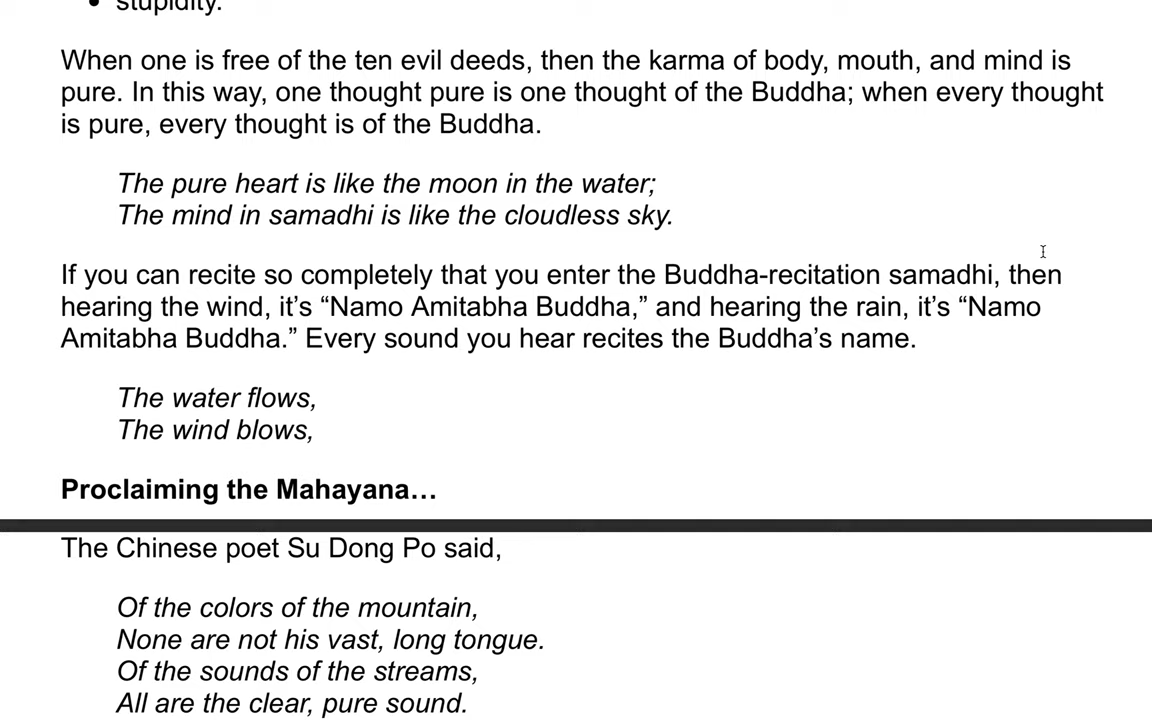 • stupidity.
When one is free of the ten evil deeds, then the karma of body, mouth, and mind is
pure. In this way, one thought pure is one thought of the Buddha; when every thought
is pure, every thought is of the Buddha.
The pure heart is like the moon in the water;
The mind in samadhi is like the cloudless sky.
If you can recite so completely that you enter the Buddha-recitation samadhi, then
hearing the wind, it’s “Namo Amitabha Buddha,” and hearing the rain, it’s “Namo
Amitabha Buddha.” Every sound you hear recites the Buddha’s name.
The water flows,
The wind blows,
Proclaiming the Mahayana…
The Chinese poet Su Dong Po said,
Of the colors of the mountain,
None are not his vast, long tongue.
Of the sounds of the streams,
All are the clear, pure sound.